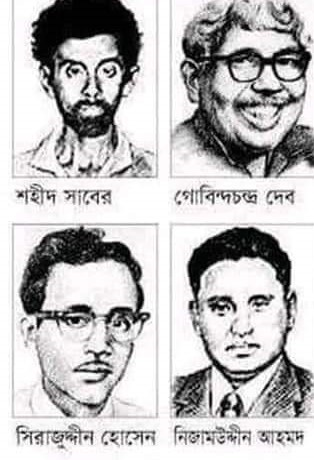 শহীদ সাবের
গোবিন্দচন্দ্র দেব
সিরাজুদ্দীন হোসেন
নিজামউদ্দীন আহমদ